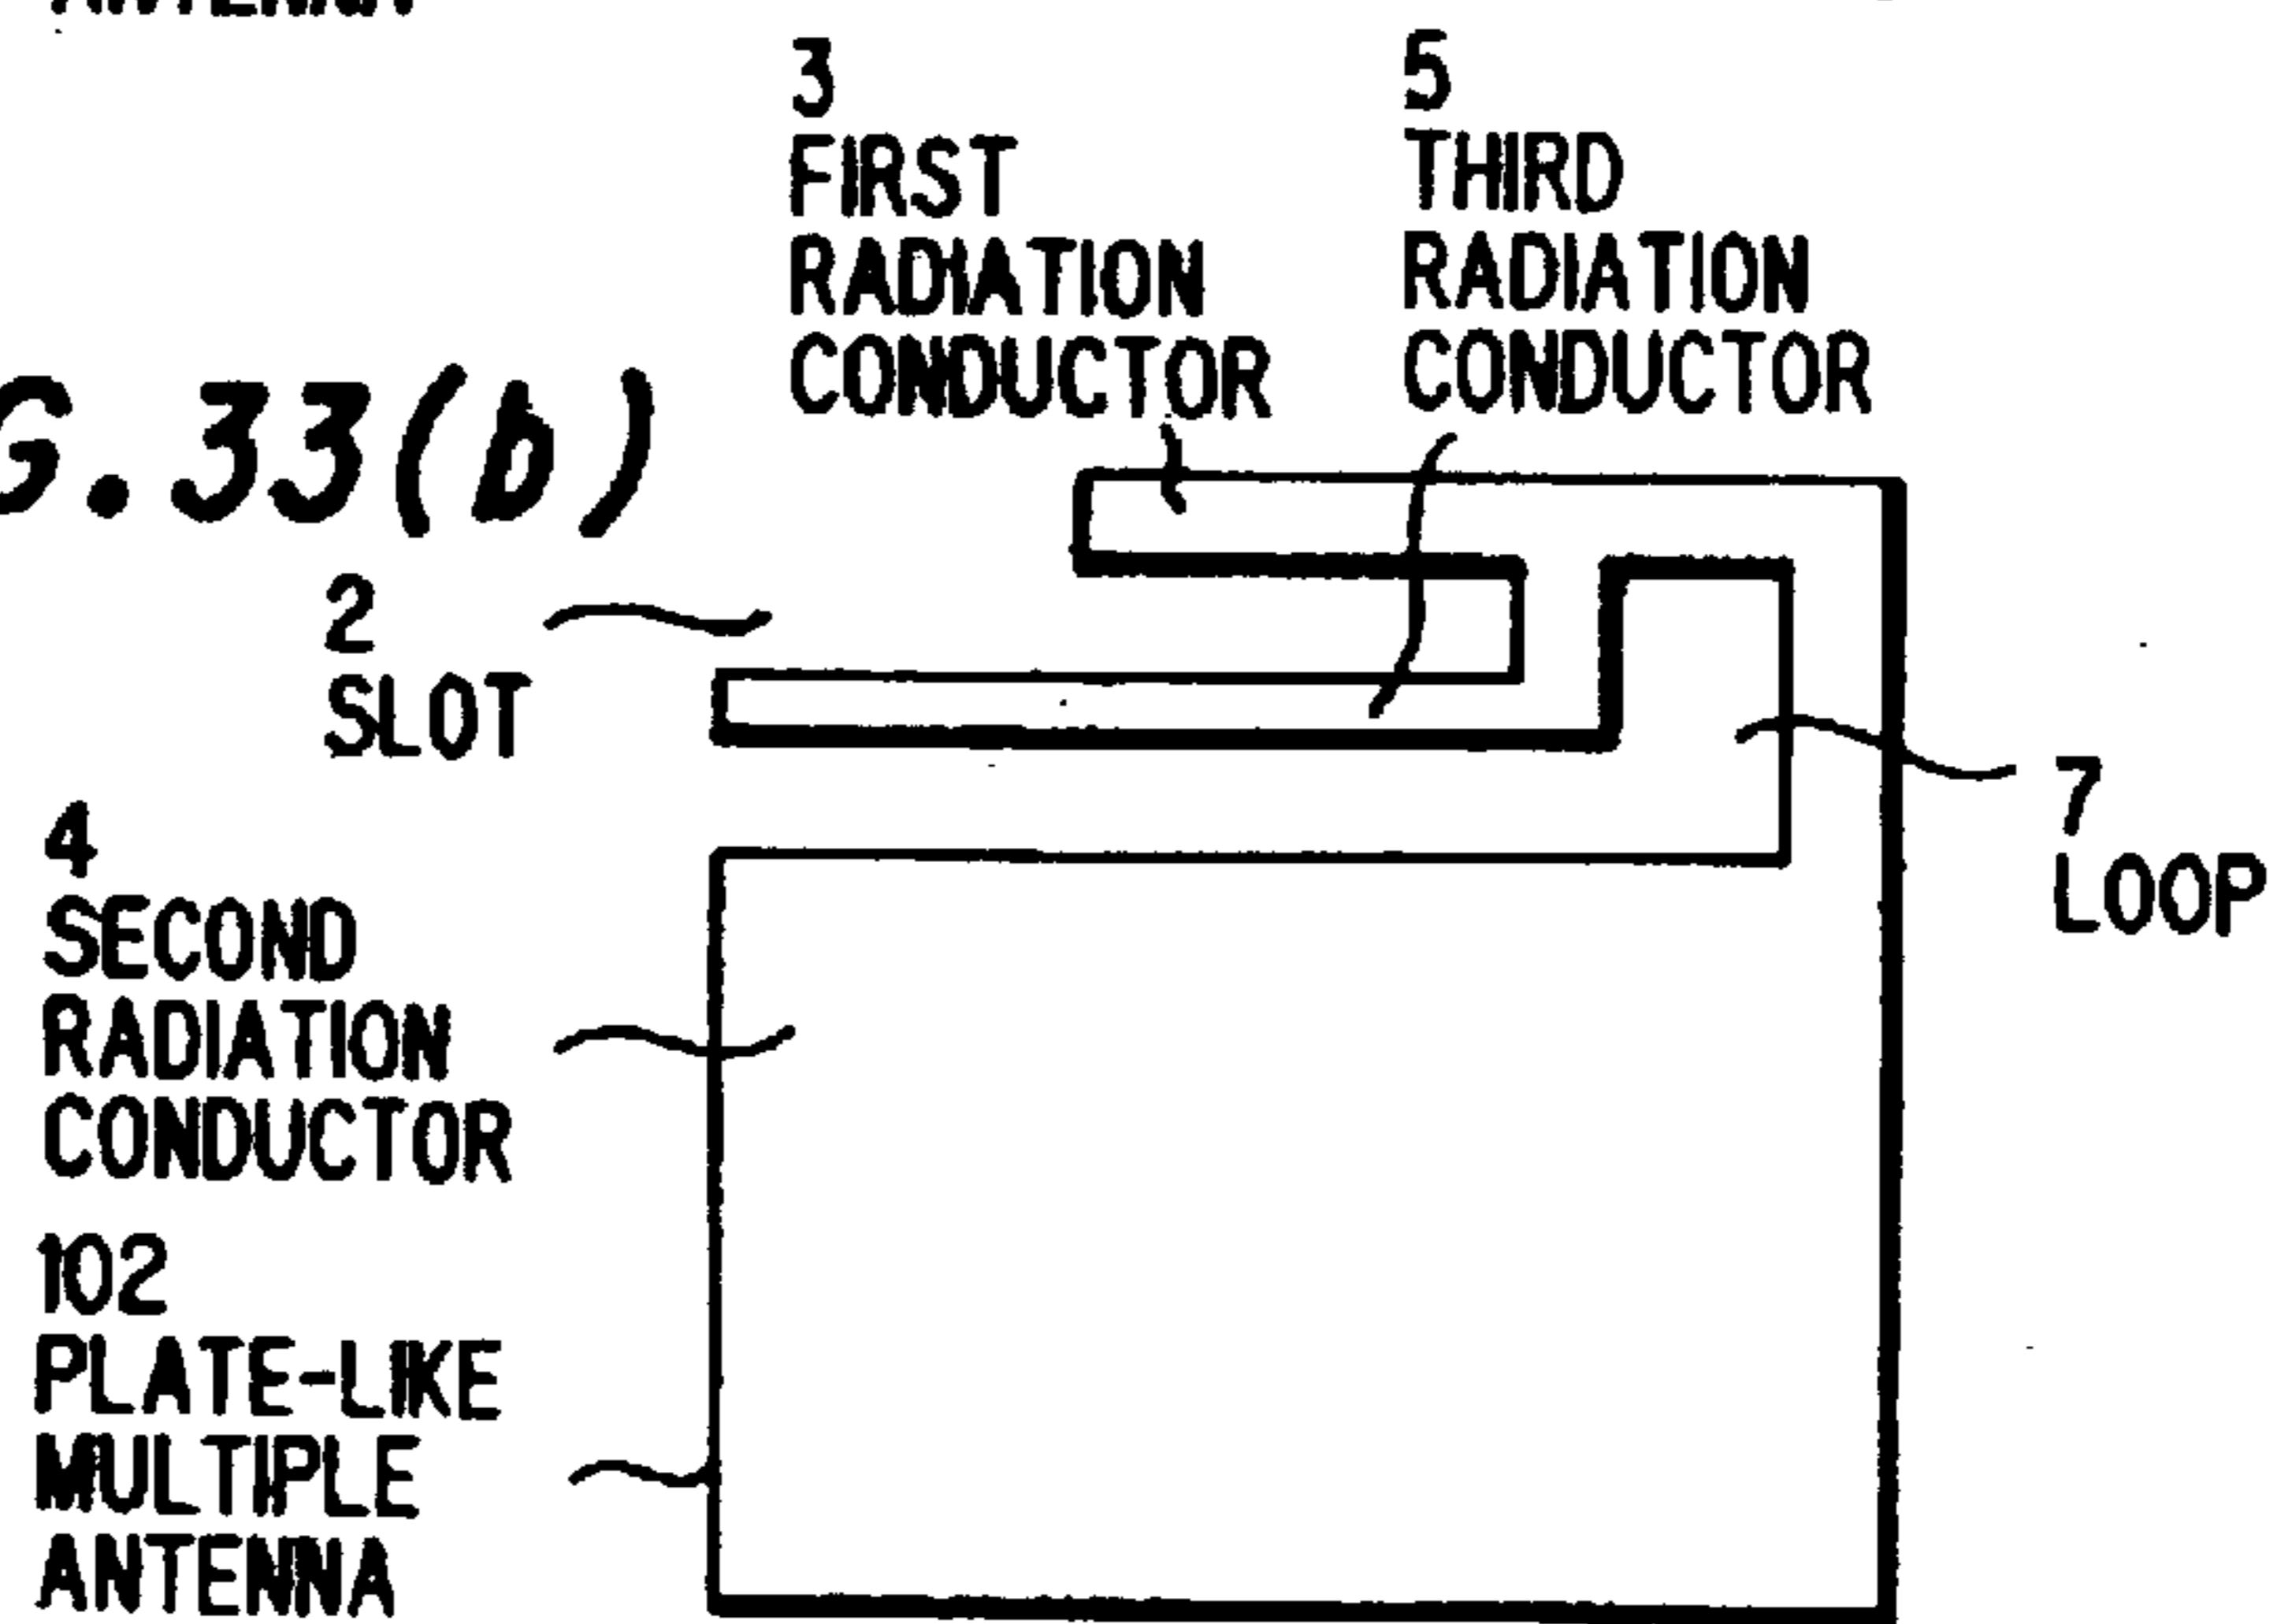 3
FIRST
RADIATION
CONDUCTOR
5
THIRD
RADIATION
CONDUCTOR
G.33(b)
2
SLOT
4
SECOND
RADIATION
CONDUCTOR
7
LOOP
102
PLATE-LIKE
MULTIPLE
ANTENNA